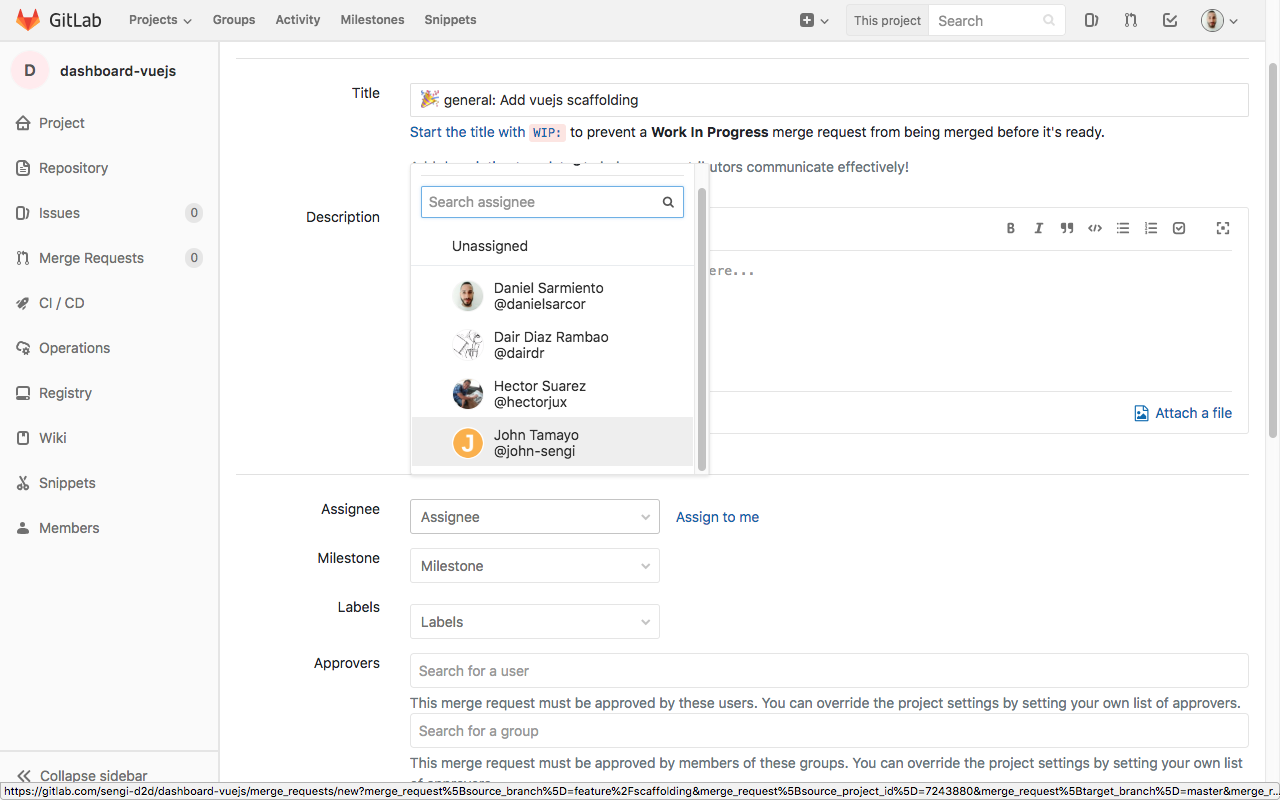 GitLab Projects Groups Activity Milestones Snippets This project Search
D dashboard-vuejs
Project
Repository
Issues 0
Merge Requests 0
CI / CD
Operations
Registry
Wiki
Snippets
Members
Collapse sidebar
Title 🎉 general: Add vuejs scaffolding
Start the title with WIP: to prevent a Work In Progress merge request from being merged before it's ready.
utors communicate effectively!
Description
ere...
Attach a file
Search assignee
Unassigned
Daniel Sarmiento
@danielsarcor
Dair Diaz Rambao
@dairdr
Hector Suarez
@hectorjux
J John Tamayo
@john-sengi
Assignee Assignee Assign to me
Milestone Milestone
Labels Labels
Approvers Search for a user
This merge request must be approved by these users. You can override the project settings by setting your own list of approvers.
Search for a group
This merge request must be approved by members of these groups. You can override the project settings by setting your own list
https://gitlab.com/sengi-d2d/dashboard-vuejs/merge_requests/new?merge_request%5Bsource_branch%5D=feature%2Fscaffolding&merge_request%5Bsource_project_id%5D=7243880&merge_request%5Btarget_branch%5D=master&merge_r...